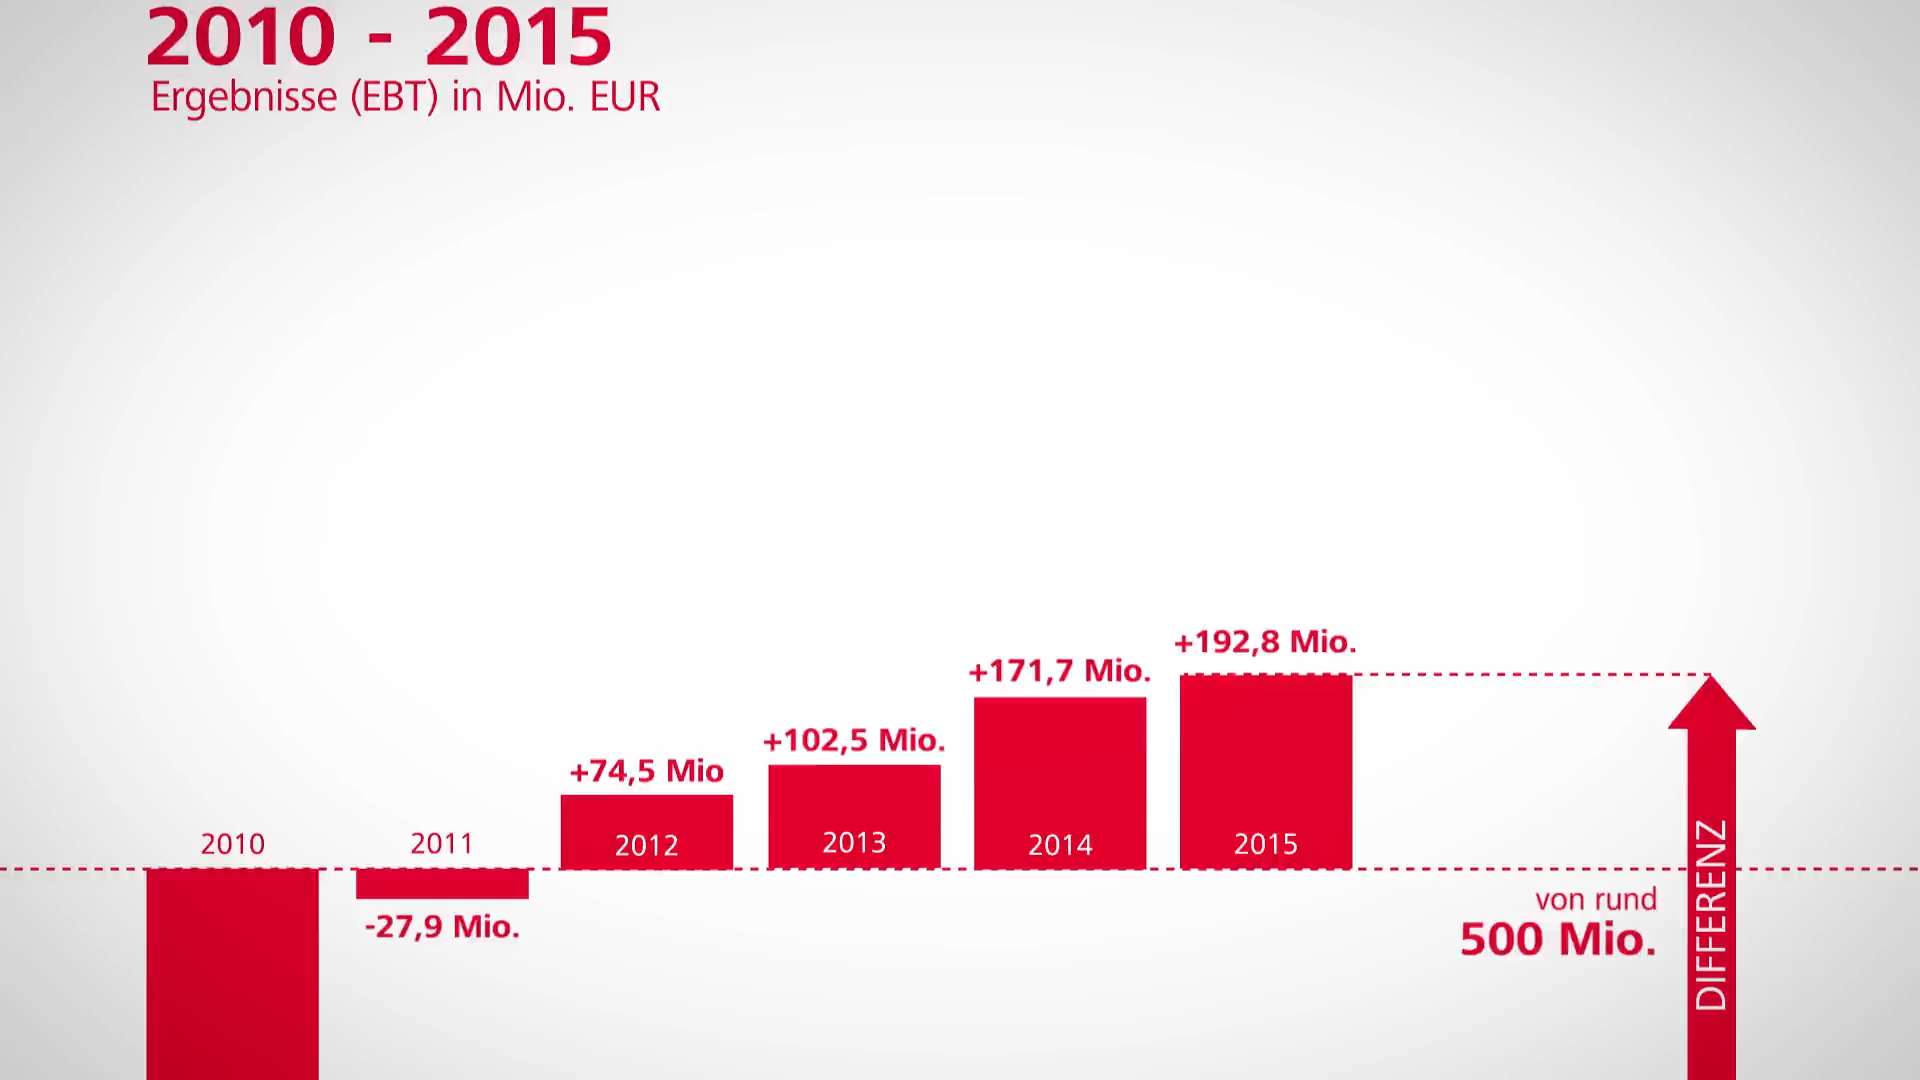 2010 - 2015
Ergebnisse (EBT) in Mio. EUR
+192,8 Mio.
+171,7 Mio.
+102,5 Mio.
+74,5 Mio
2010
2011
2012
2013
2014
2015
-27,9 Mio.
von rund
500 Mio.
DIFFERENZ